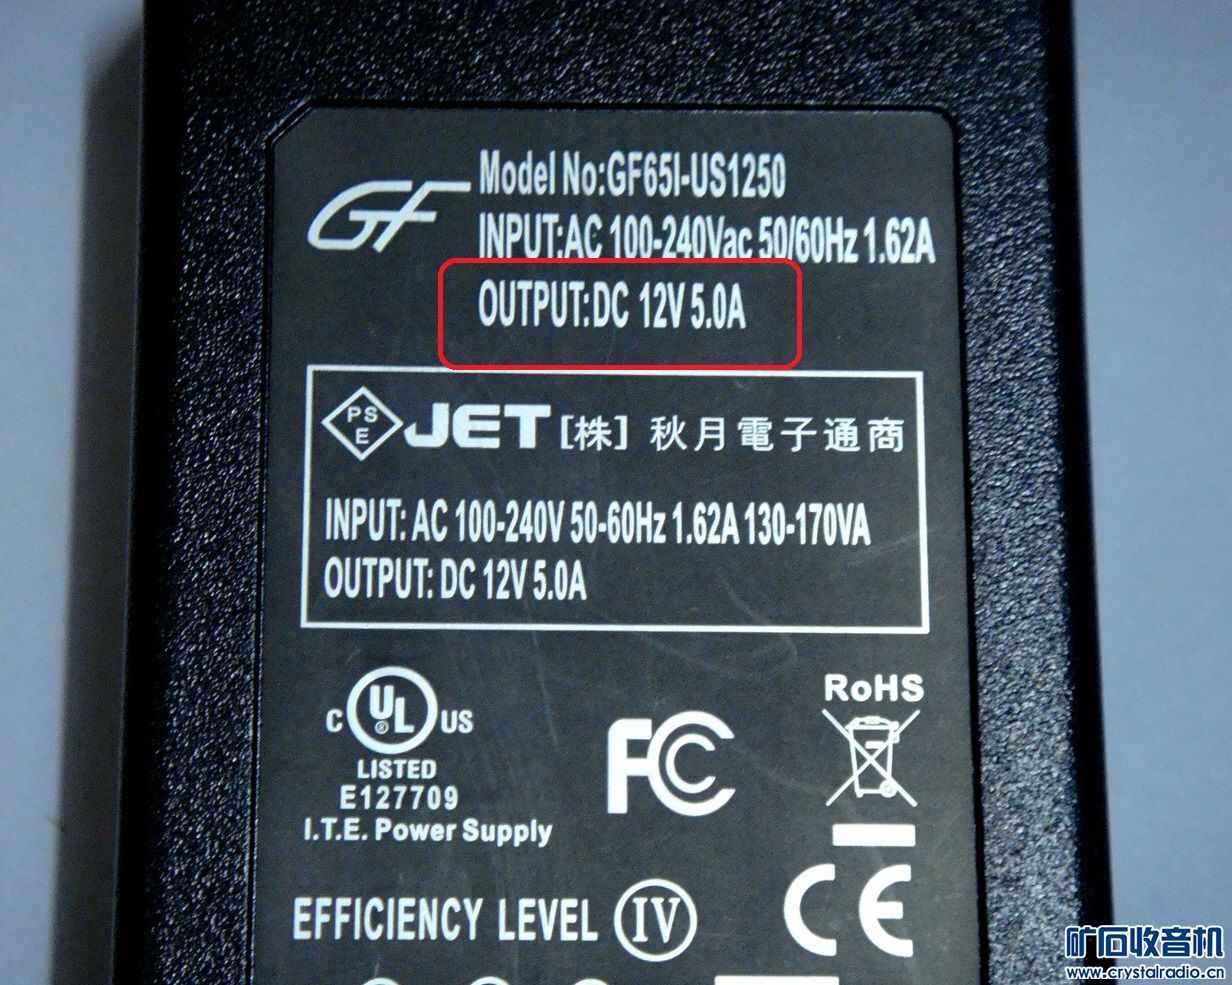 GF
Model No:GF65I-US1250
INPUT:AC 100-240Vac 50/60Hz 1.62A
OUTPUT:DC 12V 5.0A
PS
E
JET [株] 秋月電子通商
INPUT: AC 100-240V 50-60Hz 1.62A 130-170VA
OUTPUT: DC 12V 5.0A
C UL US
®
LISTED
E127709
I.T.E. Power Supply
FC
RoHS
CE
EFFICIENCY LEVEL IV
矿石收音机
www.crystalradio.cn